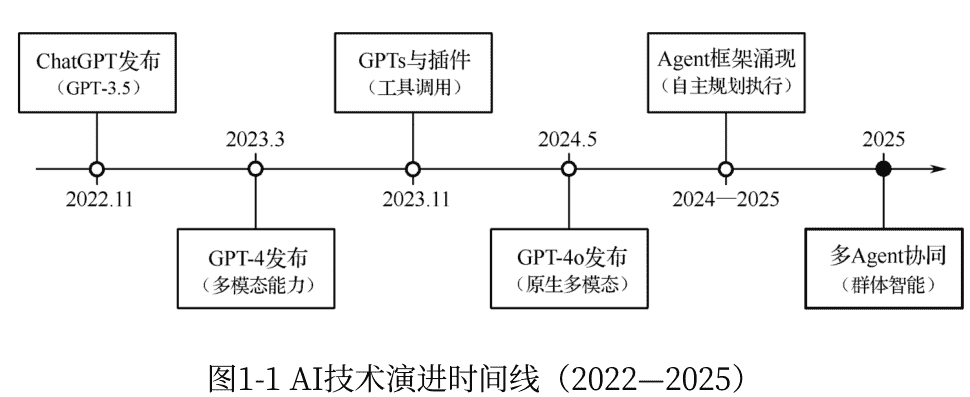 ChatGPT发布
（GPT-3.5）
GPTs与插件
（工具调用）
Agent框架涌现
（自主规划执行）
2023.3
2024.5
2025
2022.11
2023.11
2024—2025
GPT-4发布
（多模态能力）
GPT-4o发布
（原生多模态）
多Agent协同
（群体智能）
图1-1 AI技术演进时间线（2022—2025）